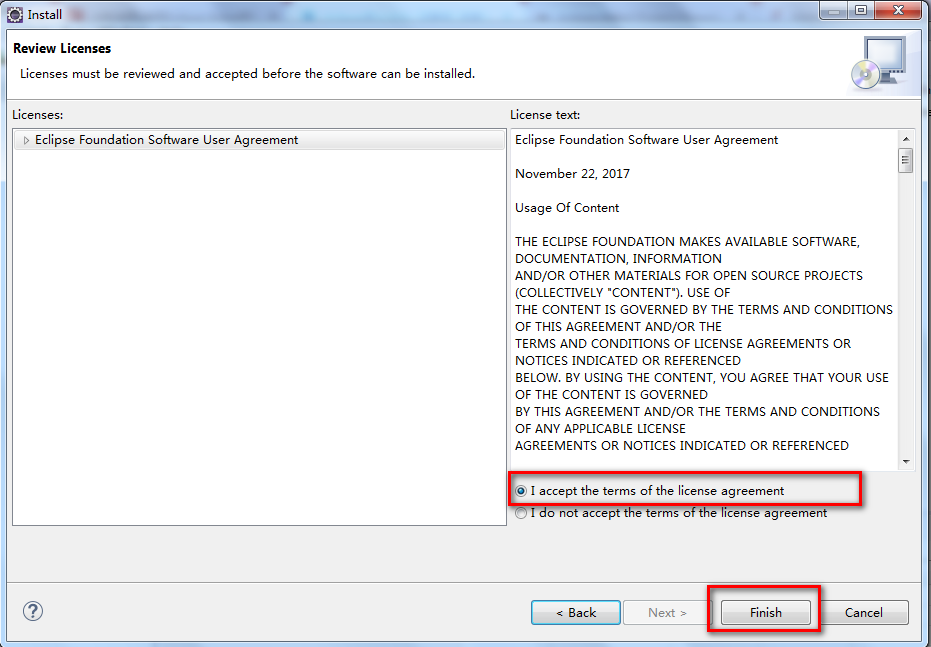 Install
Review Licenses
Licenses must be reviewed and accepted before the software can be installed.
Licenses:
Eclipse Foundation Software User Agreement
License text:
Eclipse Foundation Software User Agreement
November 22, 2017
Usage Of Content
THE ECLIPSE FOUNDATION MAKES AVAILABLE SOFTWARE,
DOCUMENTATION, INFORMATION
AND/OR OTHER MATERIALS FOR OPEN SOURCE PROJECTS
(COLLECTIVELY "CONTENT"). USE OF
THE CONTENT IS GOVERNED BY THE TERMS AND CONDITIONS
OF THIS AGREEMENT AND/OR THE
TERMS AND CONDITIONS OF LICENSE AGREEMENTS OR
NOTICES INDICATED OR REFERENCED
BELOW. BY USING THE CONTENT, YOU AGREE THAT YOUR USE
OF THE CONTENT IS GOVERNED
BY THIS AGREEMENT AND/OR THE TERMS AND CONDITIONS
OF ANY APPLICABLE LICENSE
AGREEMENTS OR NOTICES INDICATED OR REFERENCED
I accept the terms of the license agreement
I do not accept the terms of the license agreement
?
< Back
Next >
Finish
Cancel